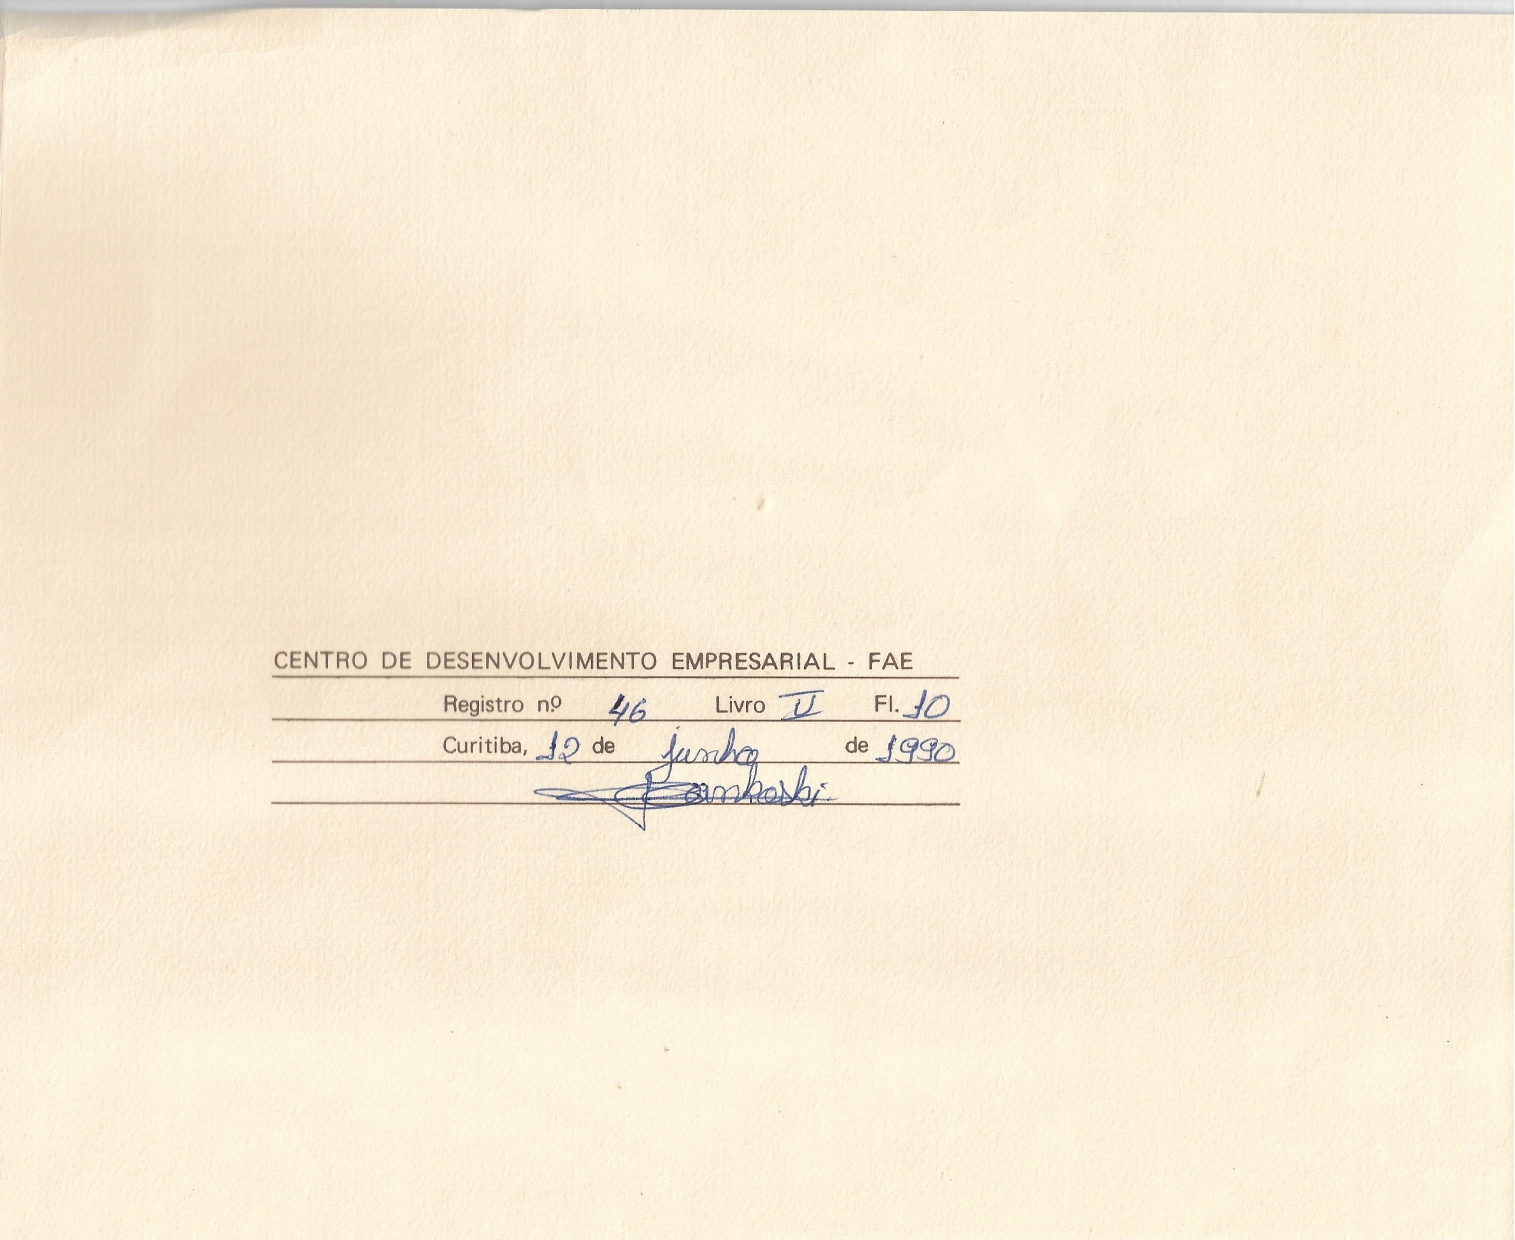 CENTRO DE DESENVOLVIMENTO EMPRESARIAL - FAE
Registro nº 46 Livro II Fl. 10
Curitiba, 12 de junho de 1990